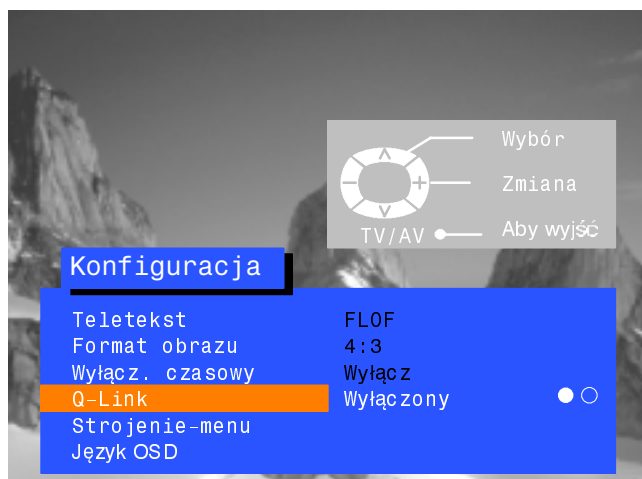 Wybór
Zmiana
TV/AV Aby wyjść
Konfiguracja
Teletekst FLOF
Format obrazu 4:3
Wyłącz. czasowy Wyłącz
Q-Link Wyłączony
Strojenie-menu
Język OSD